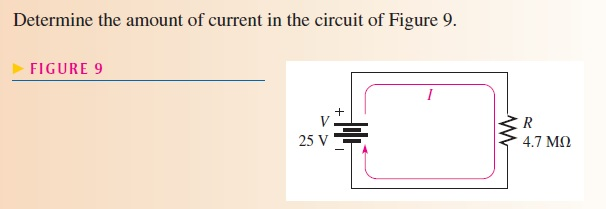 Determine the amount of current in the circuit of Figure 9.
FIGURE 9
I
+
V
25 V
−
R
4.7 MΩ